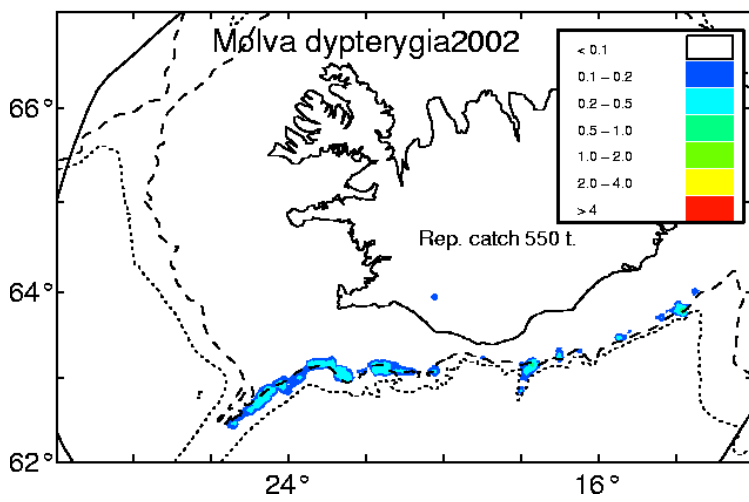 Molva dypterygia2002
< 0.1
0.1 – 0.2
0.2 – 0.5
0.5 – 1.0
1.0 – 2.0
2.0 – 4.0
> 4
66°
Rep. catch 550 t.
64°
62°
24° 16°